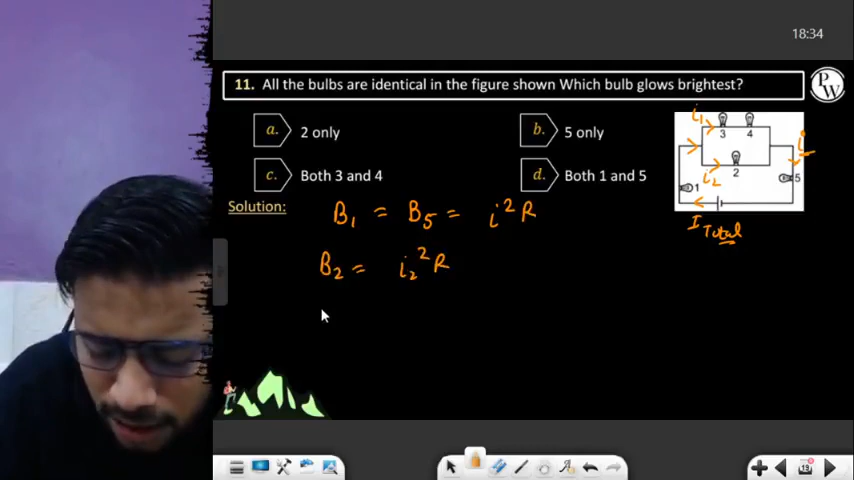 18:34
11. All the bulbs are identical in the figure shown Which bulb glows brightest?
P
W
a. 2 only
b. 5 only
c. Both 3 and 4
d. Both 1 and 5
i₁
3 4
i
i₂
2
5
1
I Total
Solution:
B₁ = B₅ = i²R
B₂ = i₂²R